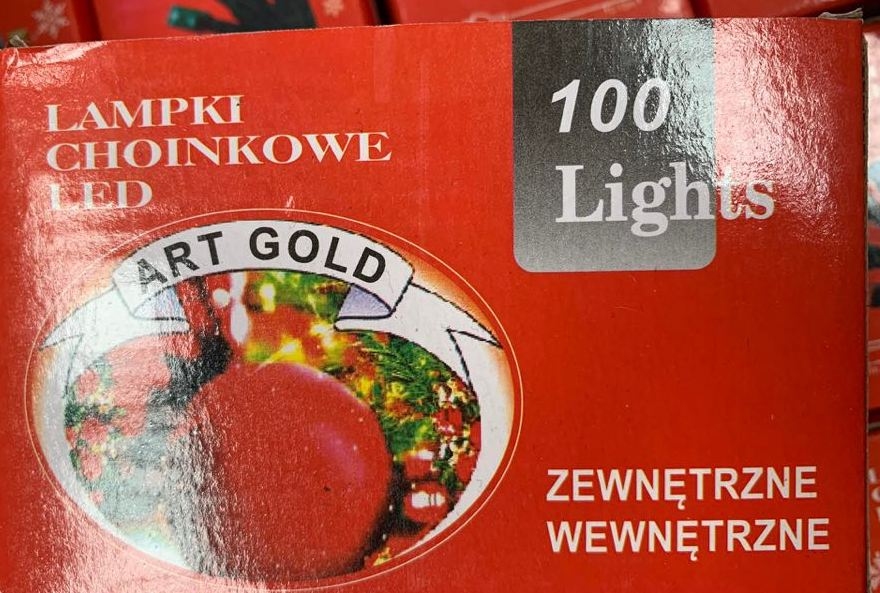 LAMPKI
CHOINKOWE
LED
100
Lights
ART GOLD
ZEWNĘTRZNE
WEWNĘTRZNE